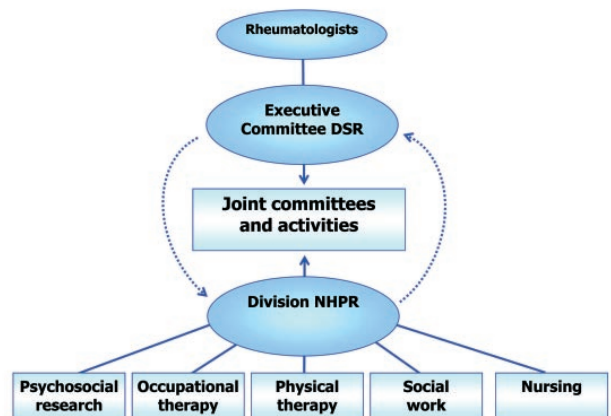 Rheumatologists
Executive
Committee DSR
Joint committees
and activities
Division NHPR
Psychosocial
research
Occupational
therapy
Physical
therapy
Social
work
Nursing